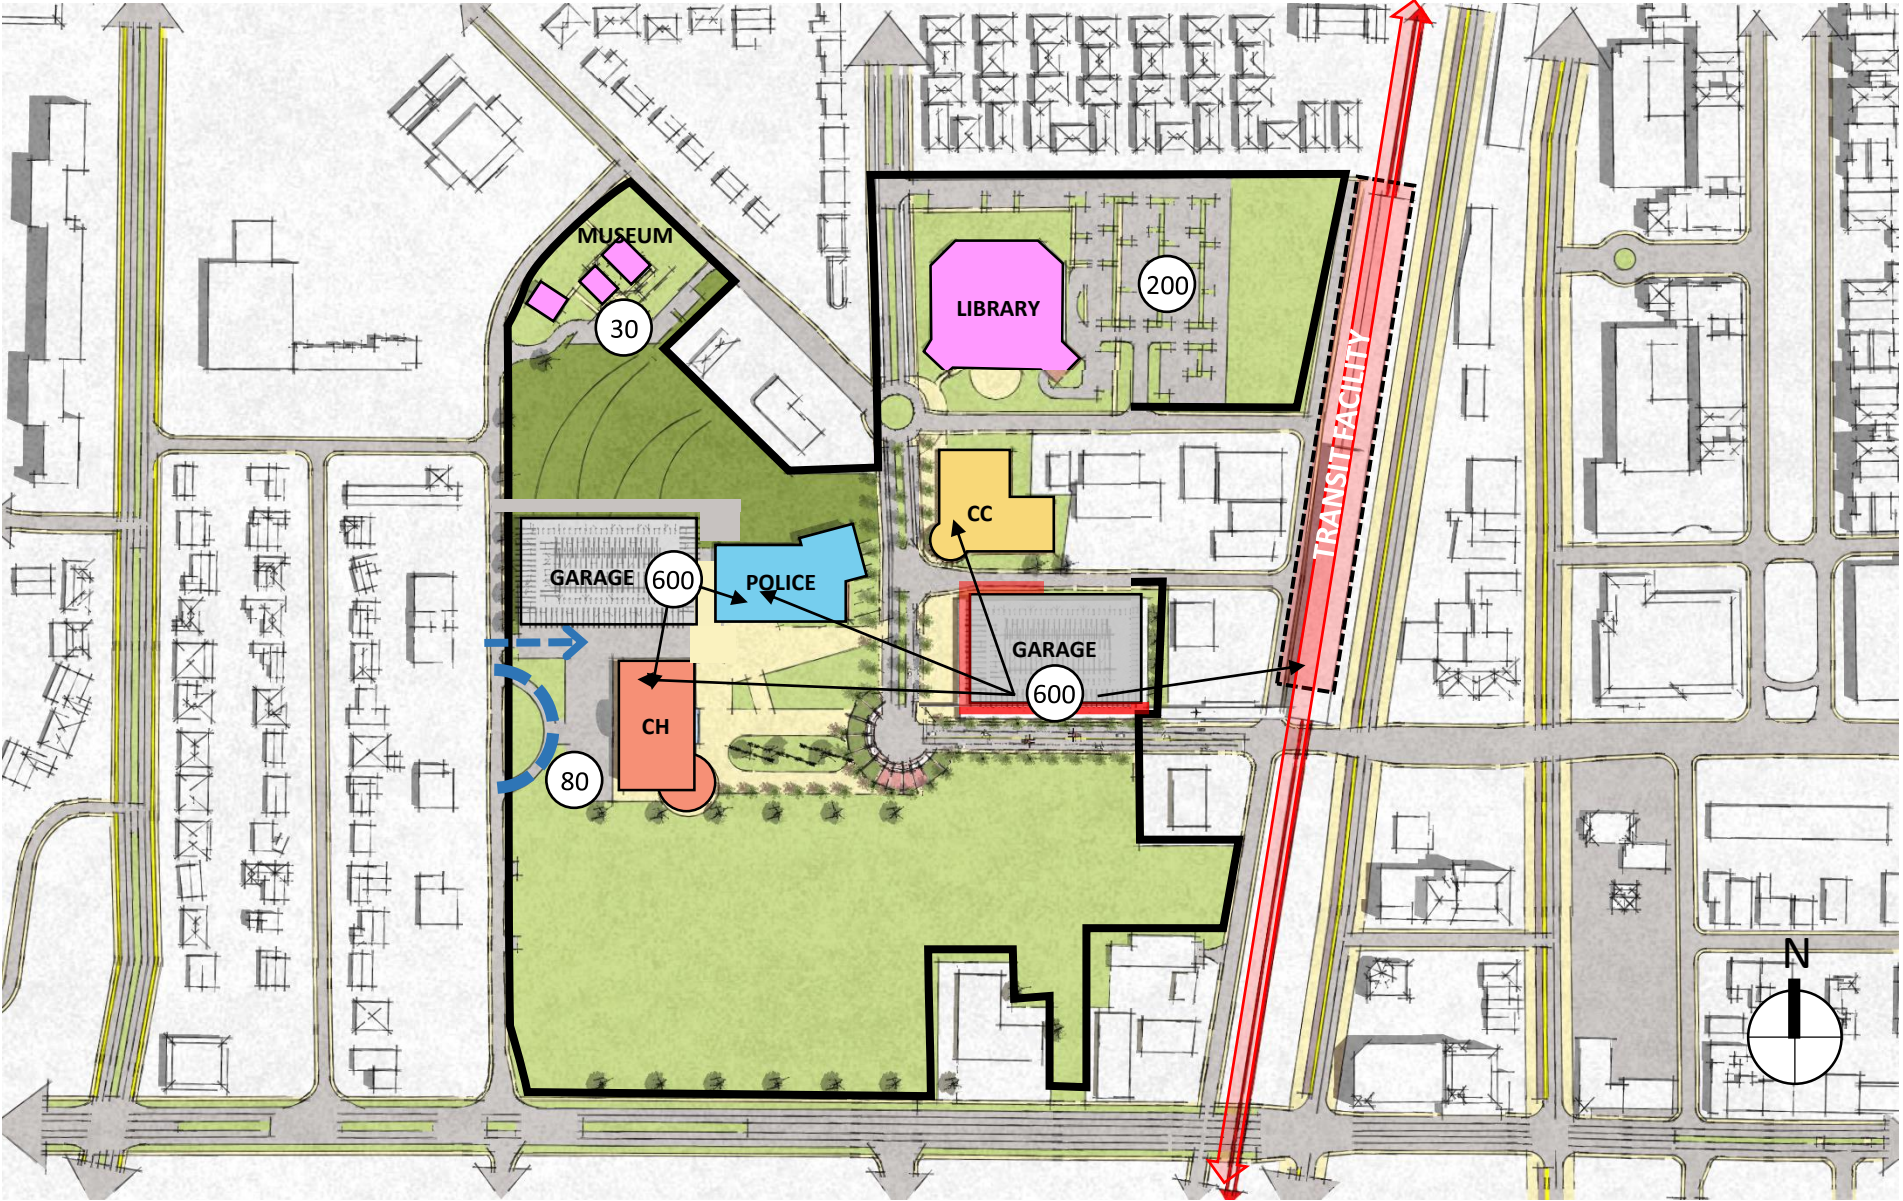 MUSEUM
30
LIBRARY
200
TRANSIT FACILITY
CC
GARAGE
600
POLICE
GARAGE
600
CH
80
N